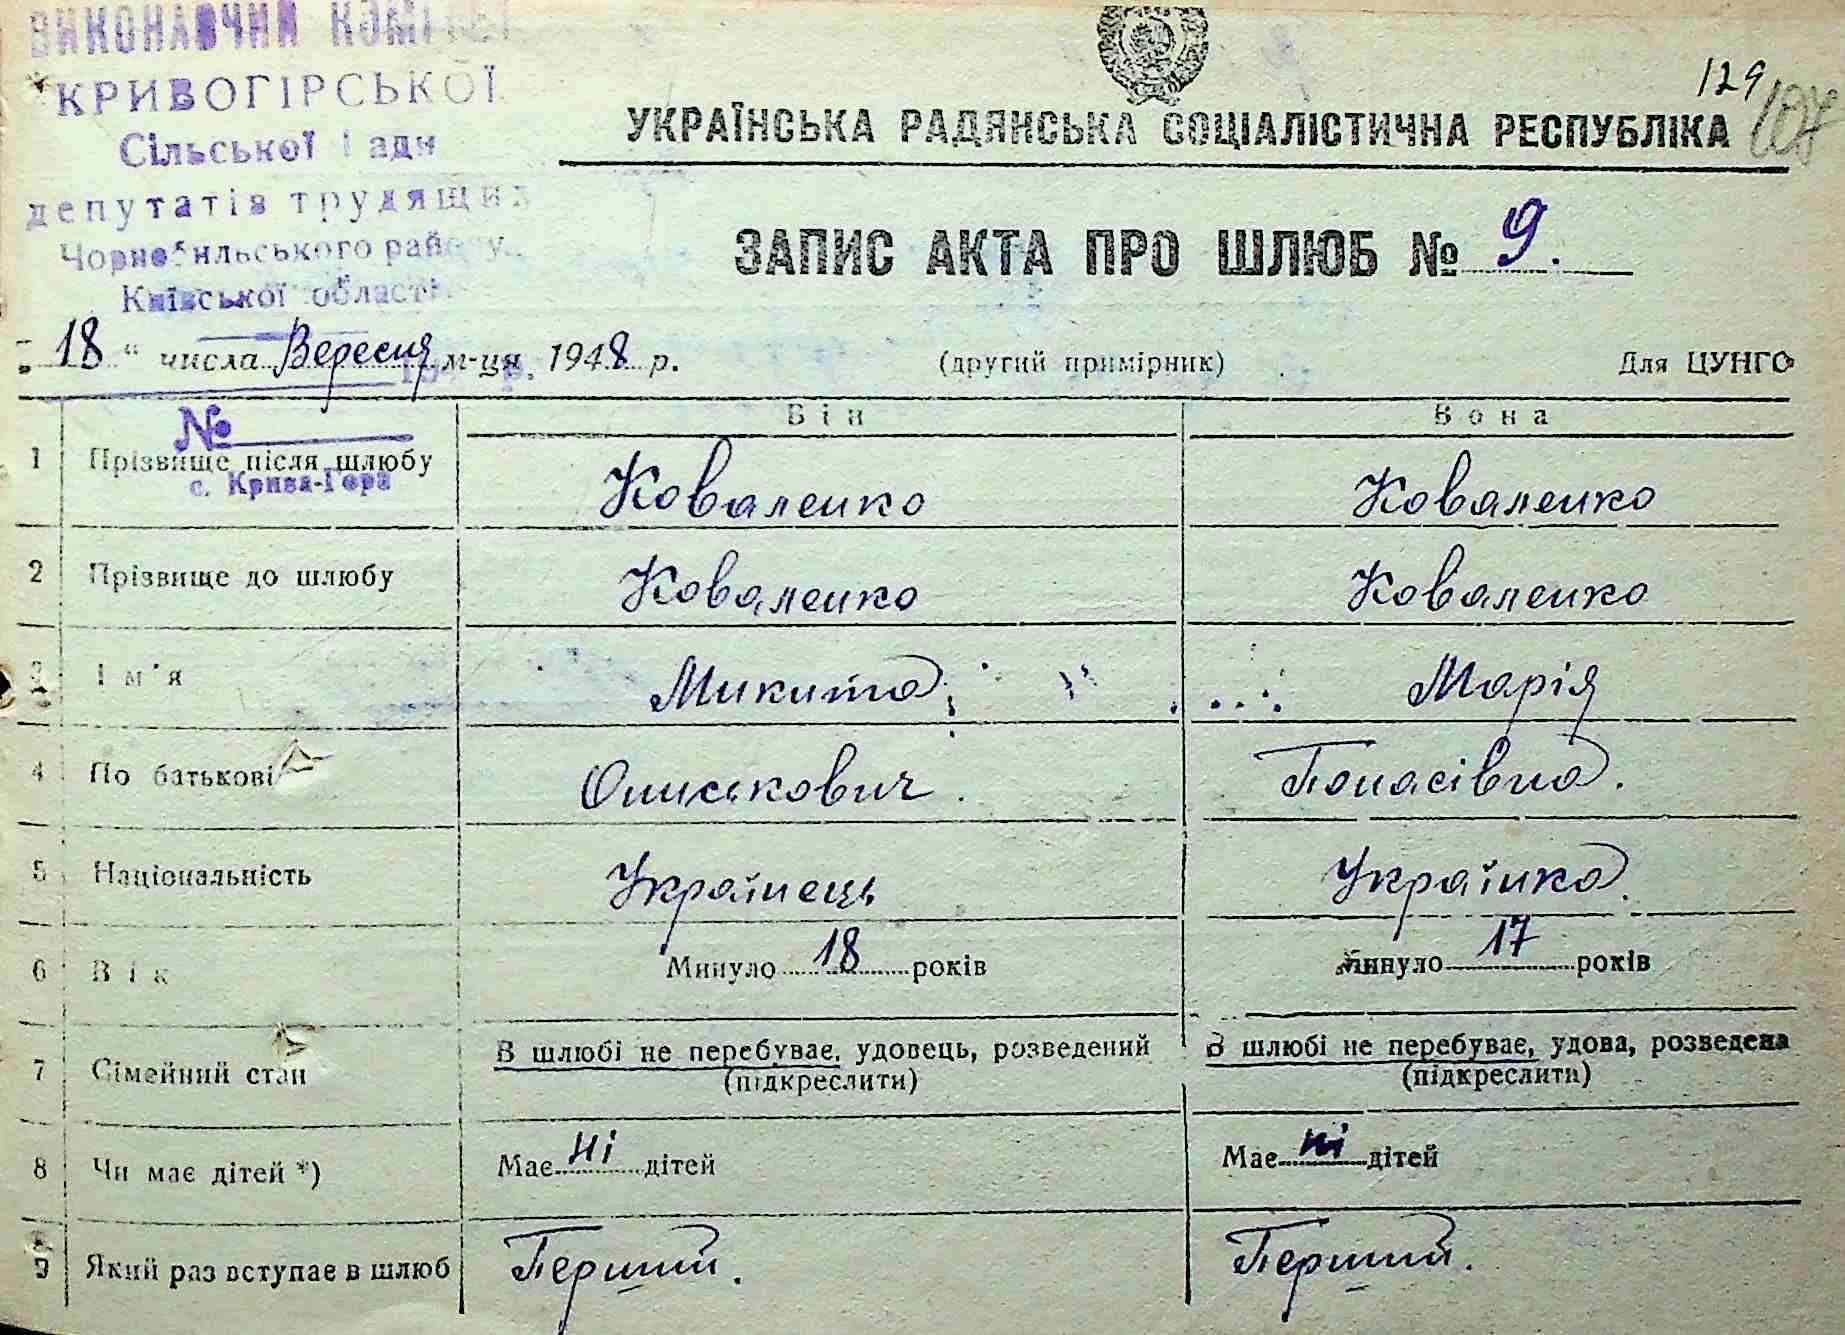 ВИКОНАВЧИЙ КОМІТЕТ
КРИВОГІРСЬКОЇ
Сільської Ради
депутатів трудящих
Чорнобильського району
Київської області
129
107
УКРАЇНСЬКА РАДЯНСЬКА СОЦІАЛІСТИЧНА РЕСПУБЛІКА
ЗАПИС АКТА ПРО ШЛЮБ № 9.
„18“ числа Вересня м-ця 1948 р. (другий примірник) Для ЦУНГО
№
с. Крива-Гора
Він Вона
1 Прізвище після шлюбу Коваленко Коваленко
2 Прізвище до шлюбу Коваленко Коваленко
3 Ім'я Микита Марія
4 По батькові Ониськович Понасівна.
5 Національність Українець Українка.
6 Вік Минуло 18 років Минуло 17 років
7 Сімейний стан В шлюбі не перебуває, удовець, розведений (підкреслити) В шлюбі не перебуває, удова, розведена (підкреслити)
8 Чи має дітей *) Має ні дітей Має ні дітей
9 Який раз вступає в шлюб Перший. Перший.